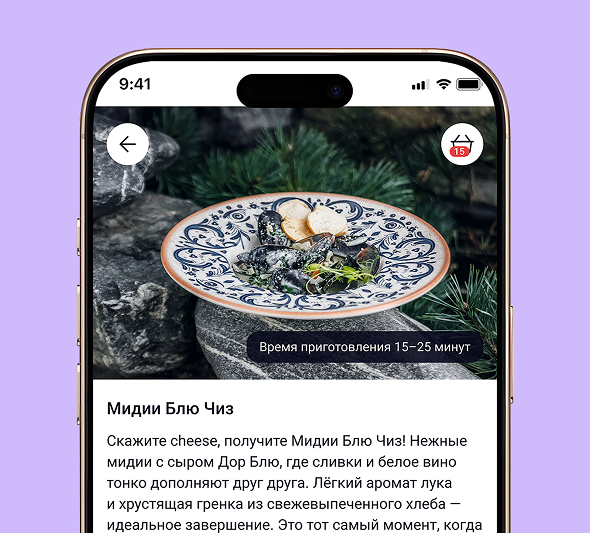 9:41
15
Время приготовления 15–25 минут
Мидии Блю Чиз
Скажите cheese, получите Мидии Блю Чиз! Нежные
мидии с сыром Дор Блю, где сливки и белое вино
тонко дополняют друг друга. Лёгкий аромат лука
и хрустящая гренка из свежевыпеченного хлеба —
идеальное завершение. Это тот самый момент, когда